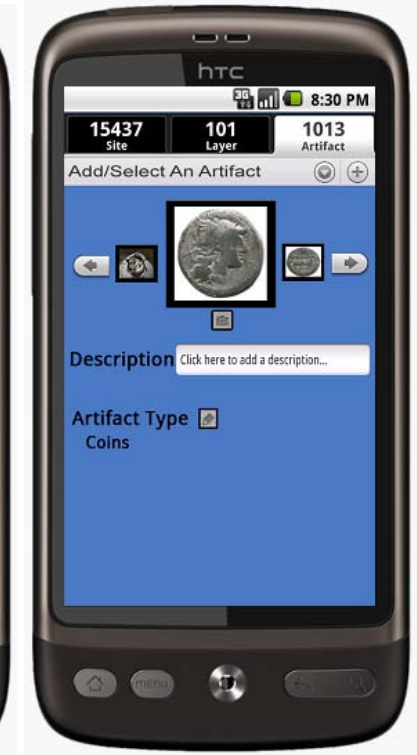 hTC
3G
8:30 PM
15437
Site
101
Layer
1013
Artifact
Add/Select An Artifact
Description
Click here to add a description...
Artifact Type
Coins
menu